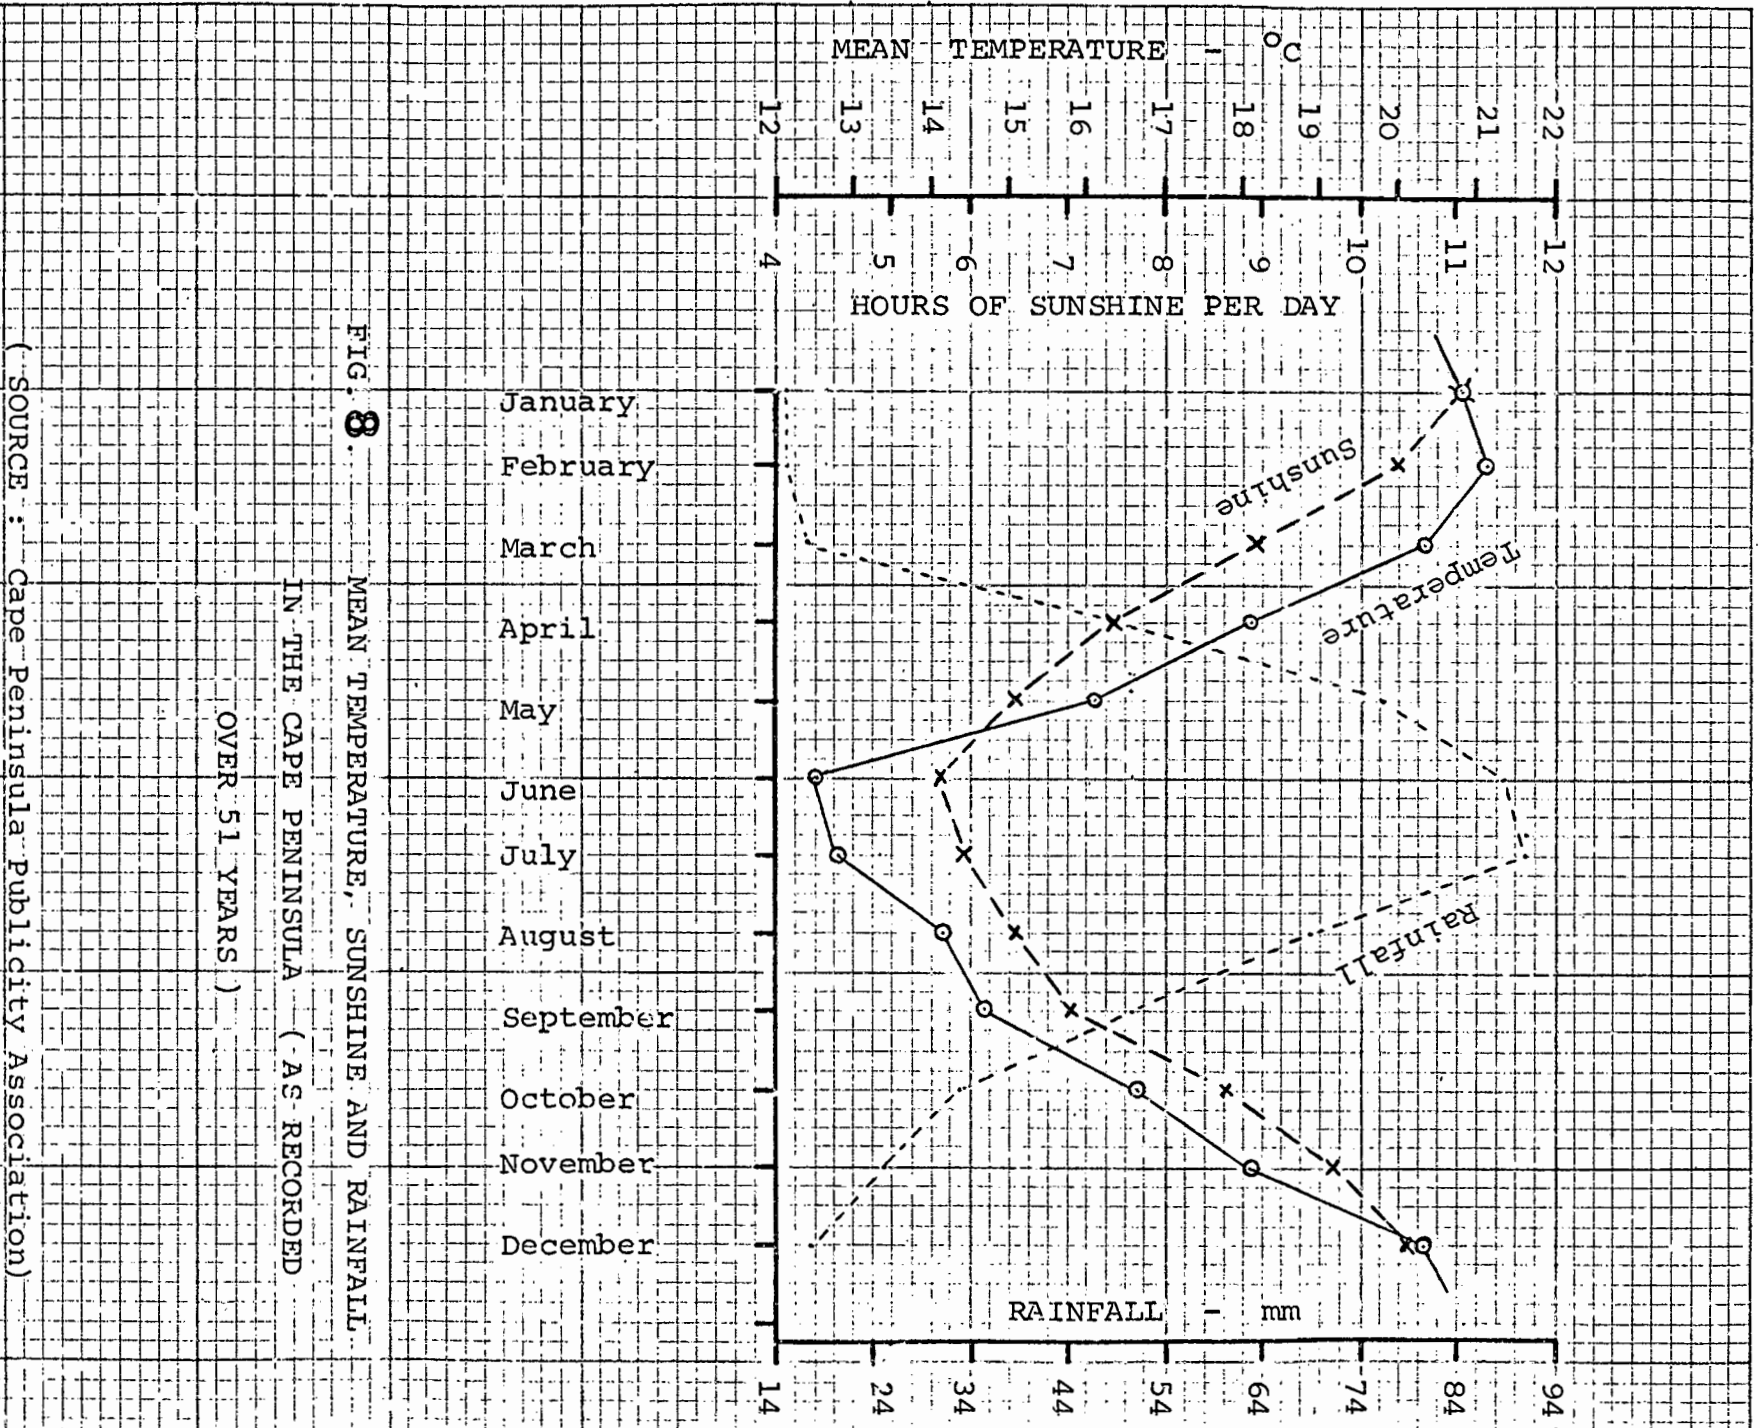 MEAN TEMPERATURE - °C
12 13 14 15 16 17 18 19 20 21 22
4 5 6 7 8 9 10 11 12
HOURS OF SUNSHINE PER DAY
January
February
March
April
May
June
July
August
September
October
November
December
Sunshine
Temperature
Rainfall
RAINFALL - mm
14 24 34 44 54 64 74 84 94
FIG. 8. MEAN TEMPERATURE, SUNSHINE AND RAINFALL
IN THE CAPE PENINSULA ( AS RECORDED
OVER 51 YEARS )
( SOURCE : Cape Peninsula Publicity Association)